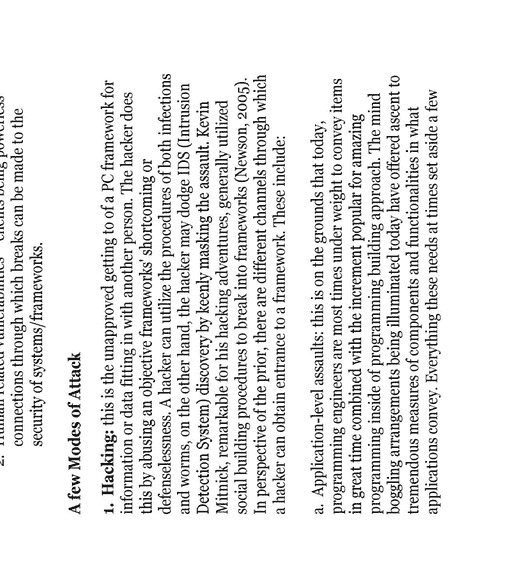 connections through which breaks can be made to the
security of systems/frameworks.
A few Modes of Attack
1. Hacking: this is the unapproved getting to of a PC framework for
information or data fitting in with another person. The hacker does
this by abusing an objective frameworks' shortcoming or
defenselessness. A hacker can utilize the procedures of both infections
and worms, on the other hand, the hacker may dodge IDS (Intrusion
Detection System) discovery by keenly masking the assault. Kevin
Mitnick, remarkable for his hacking adventures, generally utilized
social building procedures to break into frameworks (Newson, 2005).
In perspective of the prior, there are different channels through which
a hacker can obtain entrance to a framework. These include:
a. Application-level assaults: this is on the grounds that today,
programming engineers are most times under weight to convey items
in great time combined with the increment popular for amazing
programming inside of programming building approach. The mind
boggling arrangements being illuminated today have offered ascent to
tremendous measures of components and functionalities in what
applications convey. Everything these needs at times set aside a few